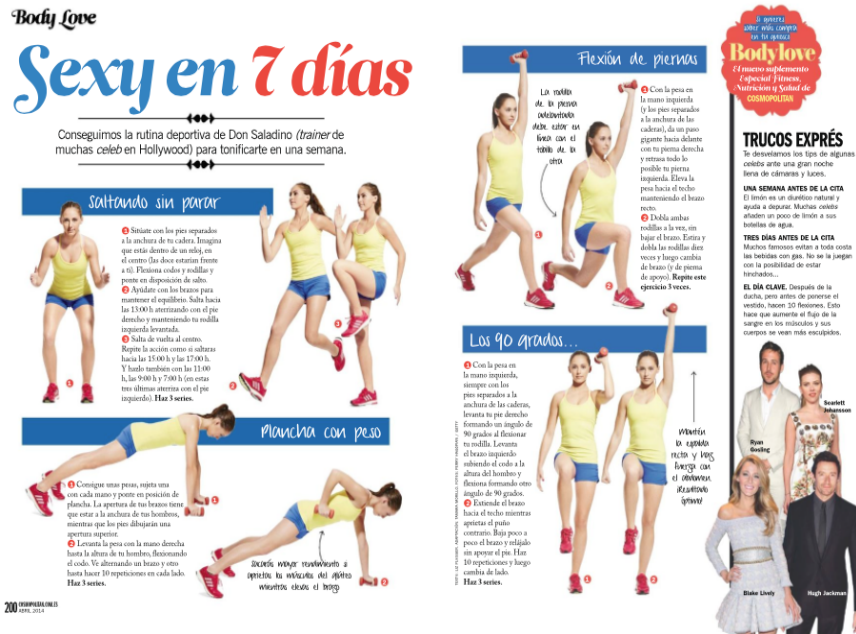 Body Love
Sexy en 7 días
Conseguimos la rutina deportiva de Don Saladino (trainer de
muchas celeb en Hollywood) para tonificarte en una semana.
Saltando sin parar
1 Sitúate con los pies separados
a la anchura de tu cadera. Imagina
que estás dentro de un reloj, en
el centro (las doce estarían frente
a ti). Flexiona codos y rodillas y
ponte en disposición de salto.
2 Ayúdate con los brazos para
mantener el equilibrio. Salta hacia
las 13:00 h aterrizando con el pie
derecho y manteniendo tu rodilla
izquierda levantada.
3 Salta de vuelta al centro.
Repite la acción como si saltaras
hacia las 15:00 h y las 17:00 h.
Y hazlo también con las 11:00
h, las 9:00 h y 7:00 h (en estas
tres últimas aterriza con el pie
izquierdo). Haz 3 series.
1
2
3
Plancha con peso
1 Consigue unas pesas, sujeta una
con cada mano y ponte en posición de
plancha. La apertura de tus brazos tiene
que estar a la anchura de tus hombros,
mientras que los pies dibujarán una
apertura superior.
2 Levanta la pesa con la mano derecha
hasta la altura de tu hombro, flexionando
el codo. Ve alternando un brazo y otro
hasta hacer 10 repeticiones en cada lado.
Haz 3 series.
1
2
Sacarás mayor rendimiento si
aprietas los músculos del glúteo
mientras elevas el brazo
200 COSMOPOLITAN.COM.ES
ABRIL 2014
Flexión de piernas
La rodilla
de la pierna
adelantada
debe estar en
línea con el
tobillo de la
otra
1 Con la pesa en
la mano izquierda
(y los pies separados
a la anchura de las
caderas), da un paso
gigante hacia delante
con tu pierna derecha
y retrasa todo lo
posible tu pierna
izquierda. Eleva la
pesa hacia el techo
manteniendo el brazo
recto.
2 Dobla ambas
rodillas a la vez, sin
bajar el brazo. Estira y
dobla las rodillas diez
veces y luego cambia
de brazo (y de pierna
de apoyo). Repite este
ejercicio 3 veces.
1
2
Los 90 grados...
1 Con la pesa en
la mano izquierda,
siempre con los
pies separados a la
anchura de las caderas,
levanta tu pie derecho
formando un ángulo de
90 grados al flexionar
tu rodilla. Levanta
el brazo izquierdo
subiendo el codo a la
altura del hombro y
flexiona formando otro
ángulo de 90 grados.
2 Extiende el brazo
hacia el techo mientras
aprietas el puño
contrario. Baja poco a
poco el brazo y relájalo
sin apoyar el pie. Haz
10 repeticiones y luego
cambia de lado.
Haz 3 series.
1
2
Mantén
la espalda
recta y haz
fuerza con
el abdomen.
¡Resultado
óptimo!
Si quieres
saber más compra
en tu quiosco
Bodylove
El nuevo suplemento
Especial Fitness,
Nutrición y Salud de
COSMOPOLITAN
TRUCOS EXPRÉS
Te desvelamos los tips de algunas
celebs ante una gran noche
llena de cámaras y luces.
UNA SEMANA ANTES DE LA CITA
El limón es un diurético natural y
ayuda a depurar. Muchas celebs
añaden un poco de limón a sus
botellas de agua.
TRES DÍAS ANTES DE LA CITA
Muchos famosos evitan a toda costa
las bebidas con gas. No se la juegan
con la posibilidad de estar
hinchados...
EL DÍA CLAVE. Después de la
ducha, pero antes de ponerse el
vestido, hacen 10 flexiones. Esto
hace que aumente el flujo de la
sangre en los músculos y sus
cuerpos se vean más esculpidos.
Ryan
Gosling
Scarlett
Johansson
Blake Lively
Hugh Jackman